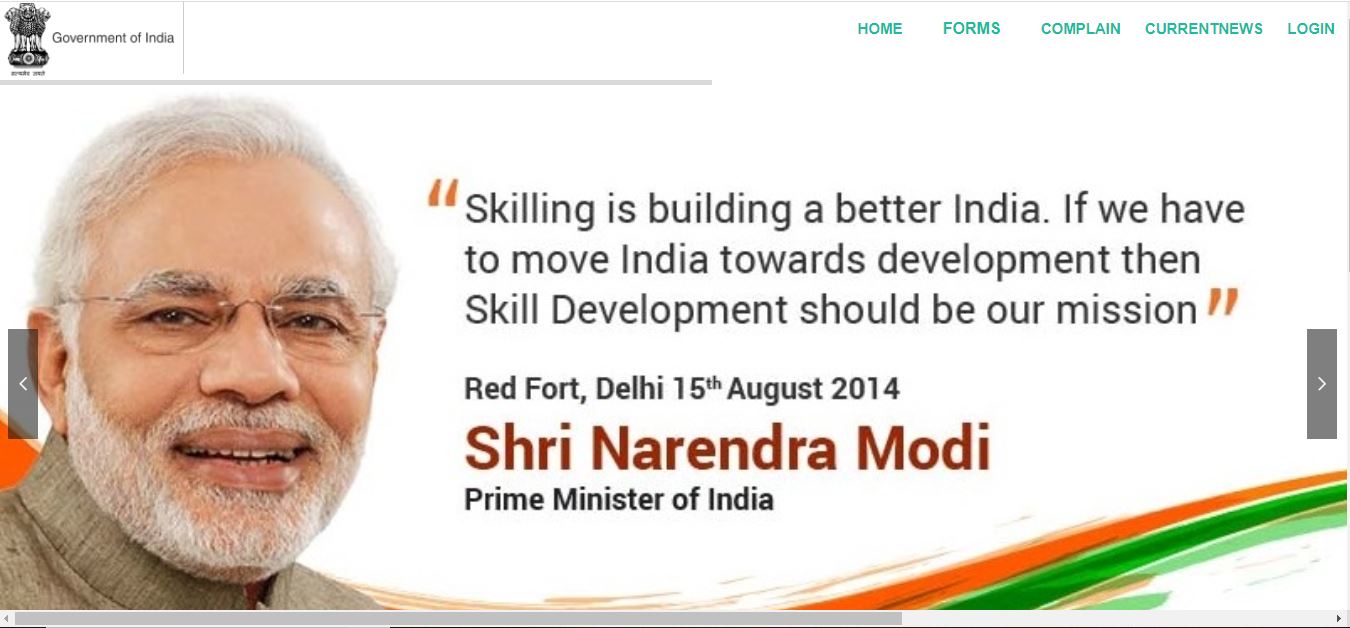 Government of India
सत्यमेव जयते
HOME FORMS COMPLAIN CURRENTNEWS LOGIN
“Skilling is building a better India. If we have
to move India towards development then
Skill Development should be our mission”
Red Fort, Delhi 15th August 2014
Shri Narendra Modi
Prime Minister of India